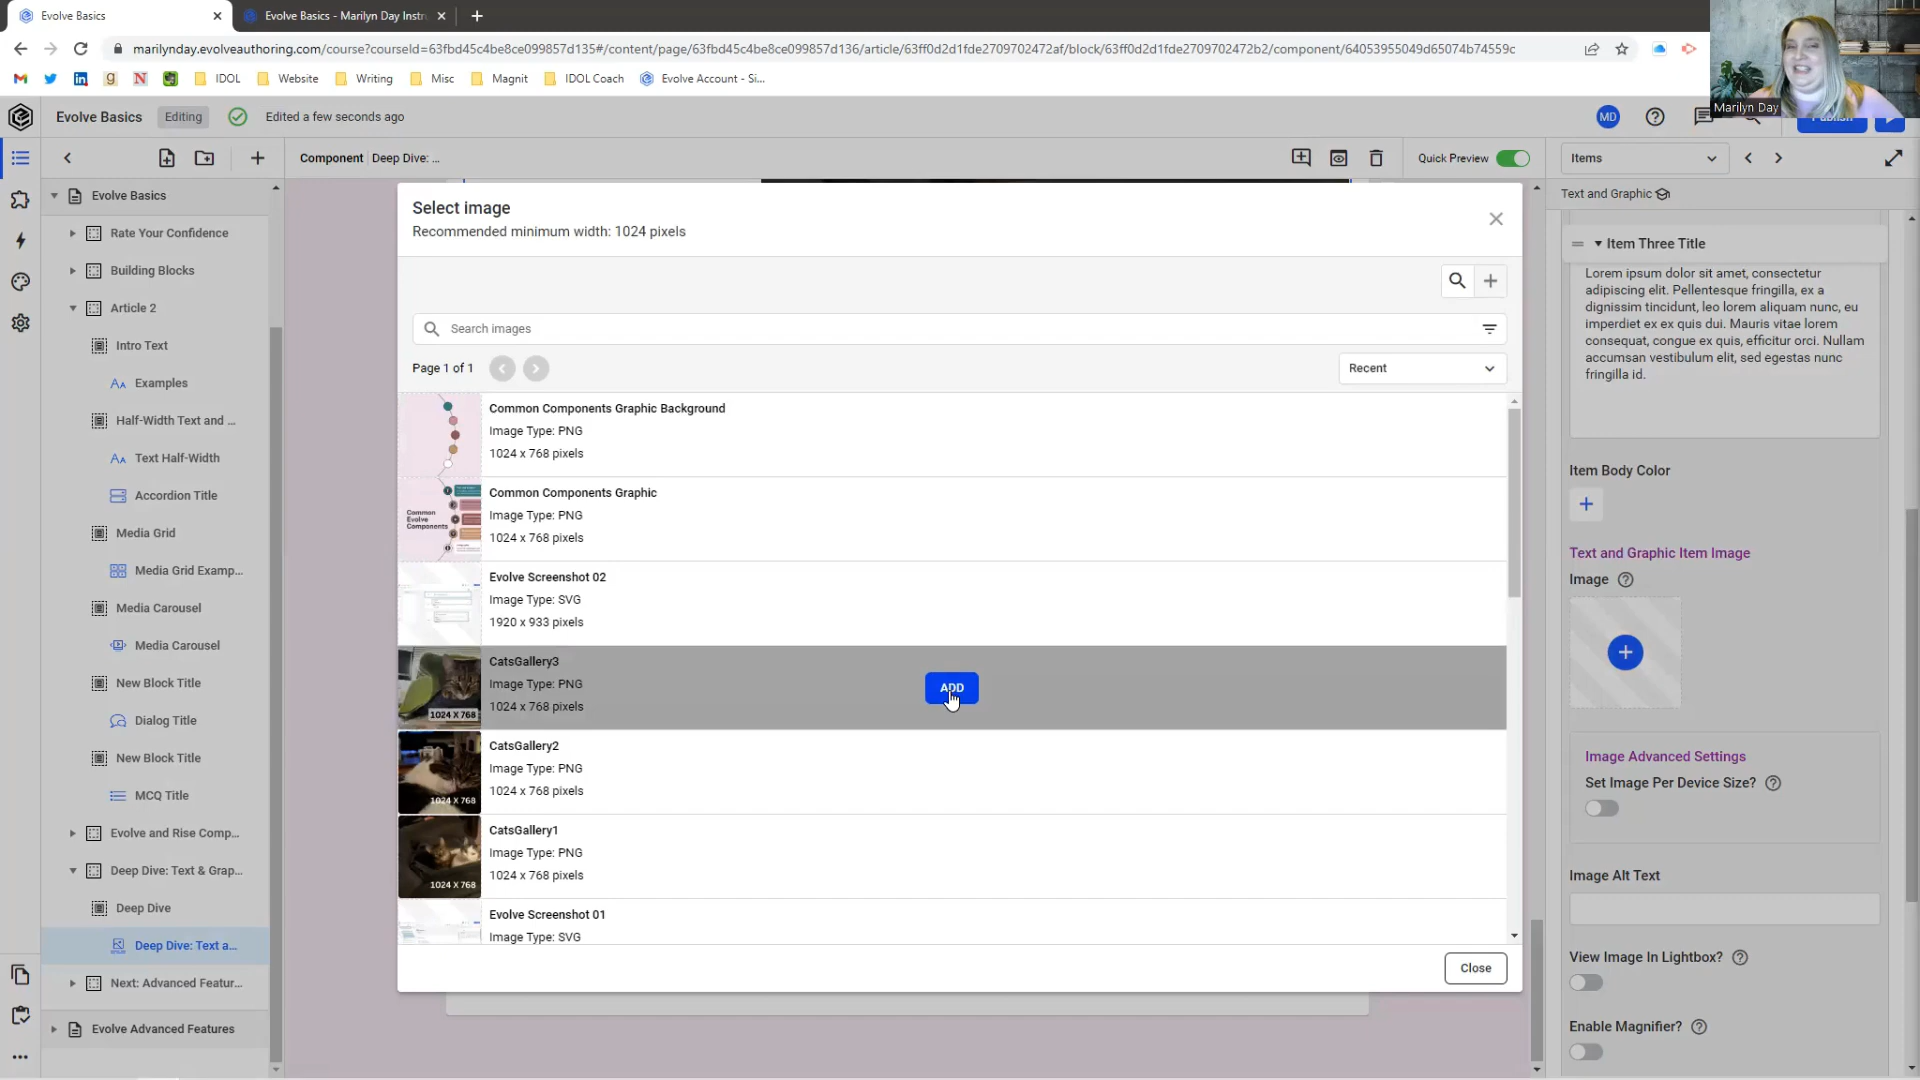 Evolve Basics
Evolve Basics - Marilyn Day Instr
marilynday.evolveauthoring.com/course?courseId=63fbd45c4be8ce099857d135#/content/page/63fbd45c4be8ce099857d136/article/63ff0d2d1fde2709702472af/block/63ff0d2d1fde2709702472b2/component/64053955049d65074b74559c
IDOL
Website
Writing
Misc
Magnit
IDOL Coach
Evolve Account - Si...
Marilyn Day
Evolve Basics
Editing
Edited a few seconds ago
MD
Publish
Component
Deep Dive: ...
Quick Preview
Items
Evolve Basics
Rate Your Confidence
Building Blocks
Article 2
Intro Text
Examples
Half-Width Text and ...
Text Half-Width
Accordion Title
Media Grid
Media Grid Examp...
Media Carousel
Media Carousel
New Block Title
Dialog Title
New Block Title
MCQ Title
Evolve and Rise Comp...
Deep Dive: Text & Grap...
Deep Dive
Deep Dive: Text a...
Next: Advanced Featur...
Evolve Advanced Features
Select image
Recommended minimum width: 1024 pixels
Search images
Page 1 of 1
Recent
Common Components Graphic Background
Image Type: PNG
1024 x 768 pixels
Common Evolve Components
Common Components Graphic
Image Type: PNG
1024 x 768 pixels
Evolve Screenshot 02
Image Type: SVG
1920 x 933 pixels
1024 X 768
CatsGallery3
Image Type: PNG
1024 x 768 pixels
ADD
1024 X 768
CatsGallery2
Image Type: PNG
1024 x 768 pixels
1024 X 768
CatsGallery1
Image Type: PNG
1024 x 768 pixels
Evolve Screenshot 01
Image Type: SVG
Close
Text and Graphic
Item Three Title
Lorem ipsum dolor sit amet, consectetur
adipiscing elit. Pellentesque fringilla, ex a
dignissim tincidunt, leo lorem aliquam nunc, eu
imperdiet ex ex quis dui. Mauris vitae lorem
consequat, congue ex quis, efficitur orci. Nullam
accumsan vestibulum elit, sed egestas nunc
fringilla id.
Item Body Color
Text and Graphic Item Image
Image
Image Advanced Settings
Set Image Per Device Size?
Image Alt Text
View Image In Lightbox?
Enable Magnifier?